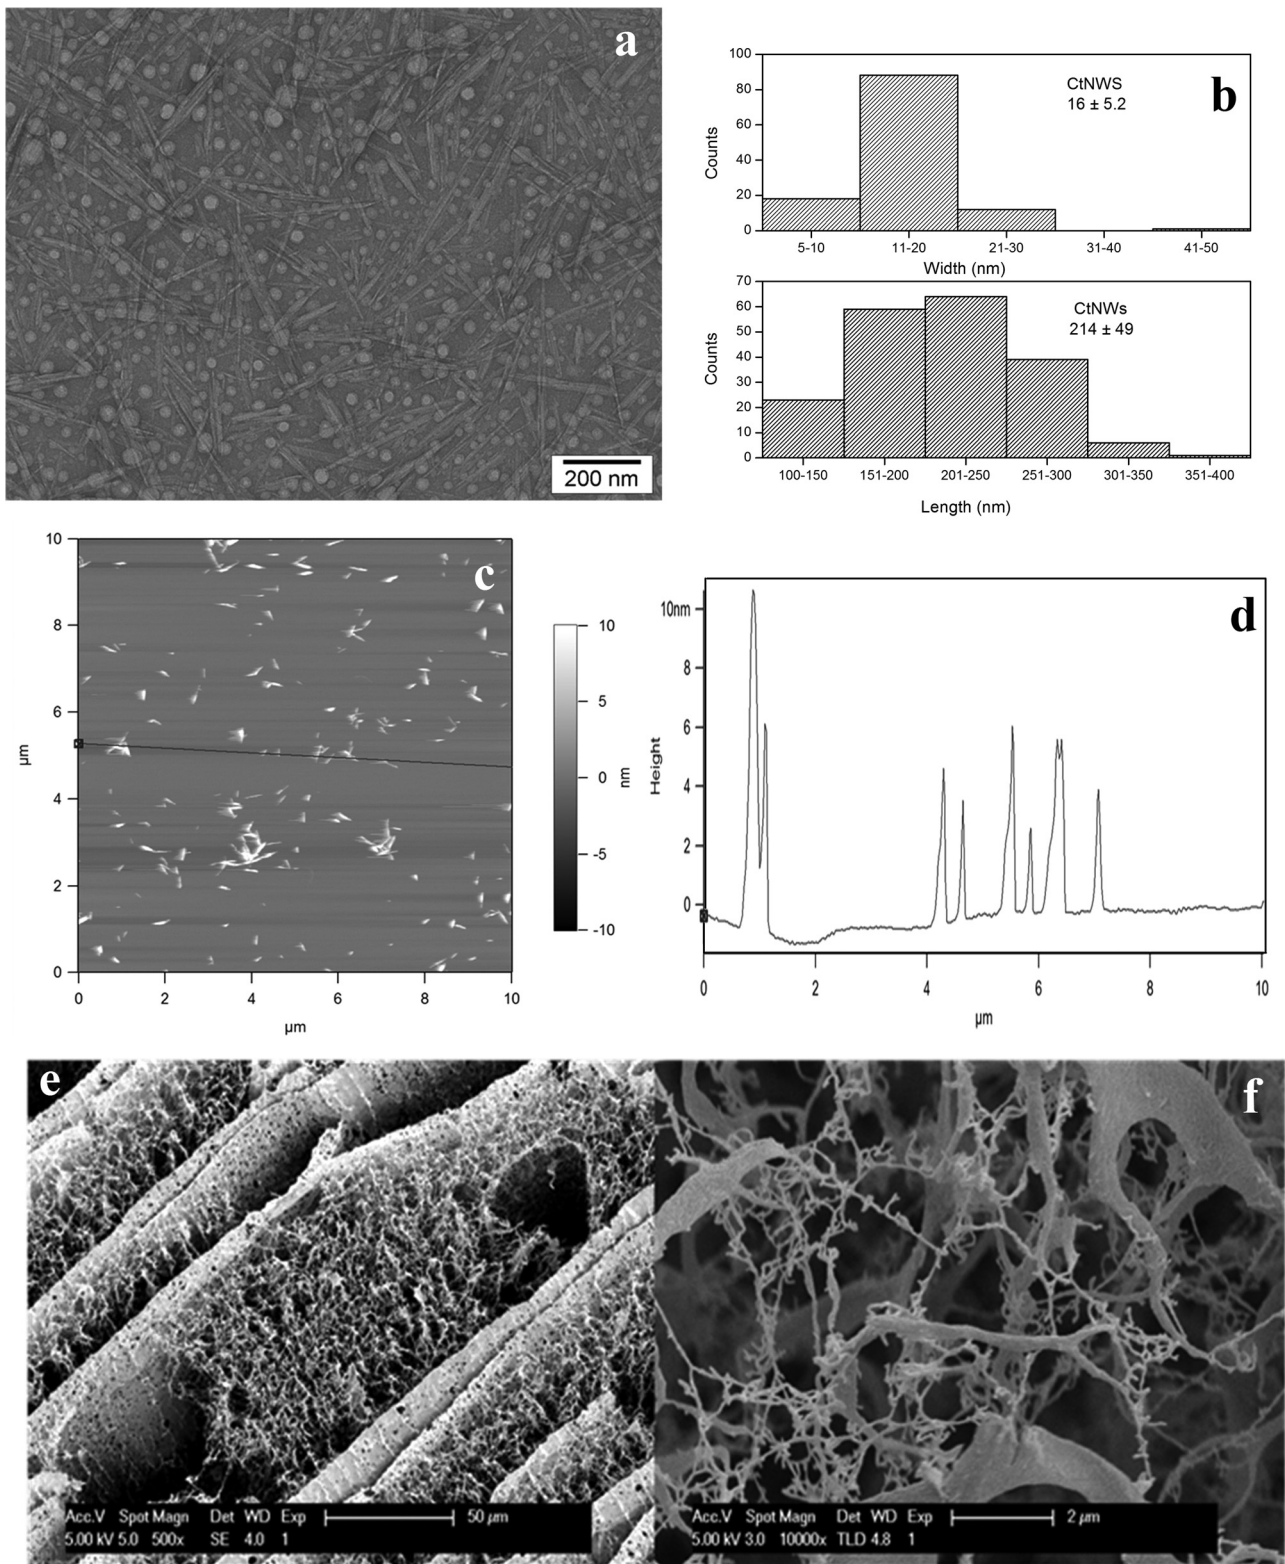 a
200 nm
b
CtNWS
16 ± 5.2
100
80
60
40
20
0
Counts
5-10 11-20 21-30 31-40 41-50
Width (nm)
CtNWs
214 ± 49
70
60
50
40
30
20
10
0
Counts
100-150 151-200 201-250 251-300 301-350 351-400
Length (nm)
c
10
8
6
4
2
0
µm
0 2 4 6 8 10
µm
10
5
0
-5
-10
nm
d
10nm
8
6
4
2
0
Height
0 2 4 6 8 10
µm
e
Acc.V Spot Magn Det WD Exp 50 µm
5.00 kV 5.0 500x SE 4.0 1
f
Acc.V Spot Magn Det WD Exp 2 µm
5.00 kV 3.0 10000x TLD 4.8 1